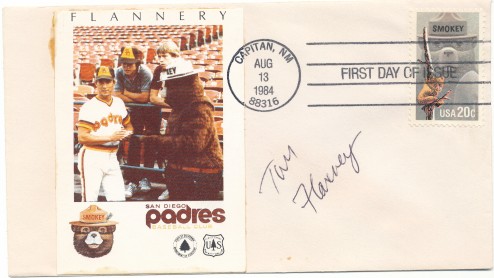 FLANNERY
SAN DIEGO
padres
BASEBALL CLUB
SMOKEY
U S
CAPITAN, NM
AUG
13
1984
88316
FIRST DAY OF ISSUE
SMOKEY
USA 20c
Tim
Flannery